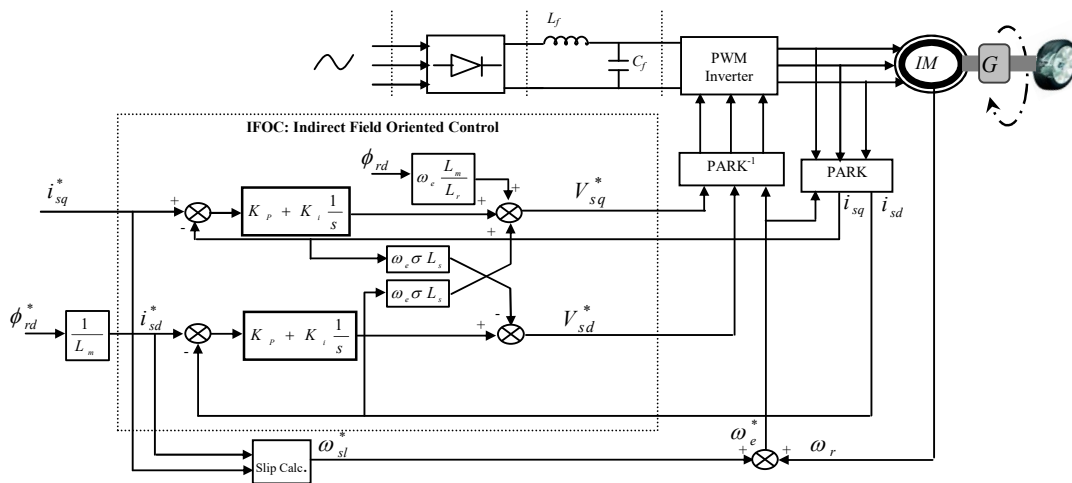 L_f
C_f
PWM
Inverter
IM
G
IFOC: Indirect Field Oriented Control
ϕ_rd
ω_e L_m / L_r
PARK⁻¹
PARK
i*_sq
+
-
K_P + K_i 1/s
+
+
+
V*_sq
i_sq
i_sd
ω_e σ L_s
ω_e σ L_s
ϕ*_rd
1 / L_m
i*_sd
-
K_P + K_i 1/s
+
-
V*_sd
ω*_sl
Slip Calc.
ω*_e
+
+
ω_r